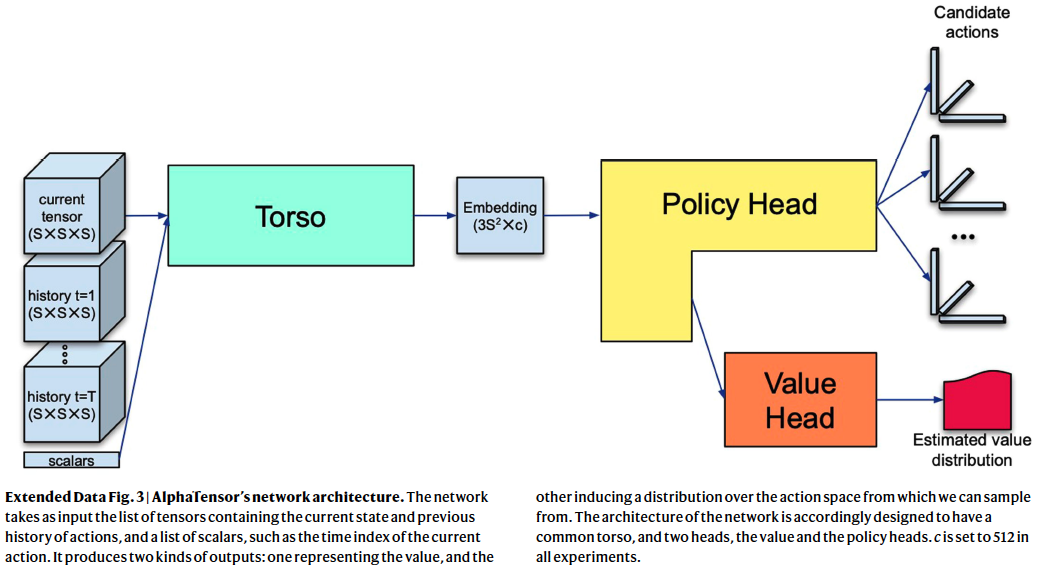 Candidate
actions
current
tensor
(S×S×S)
history t=1
(S×S×S)
history t=T
(S×S×S)
scalars
Torso
Embedding
(3S²×c)
Policy Head
...
Value
Head
Estimated value
distribution
Extended Data Fig. 3 | AlphaTensor's network architecture. The network
takes as input the list of tensors containing the current state and previous
history of actions, and a list of scalars, such as the time index of the current
action. It produces two kinds of outputs: one representing the value, and the
other inducing a distribution over the action space from which we can sample
from. The architecture of the network is accordingly designed to have a
common torso, and two heads, the value and the policy heads. c is set to 512 in
all experiments.